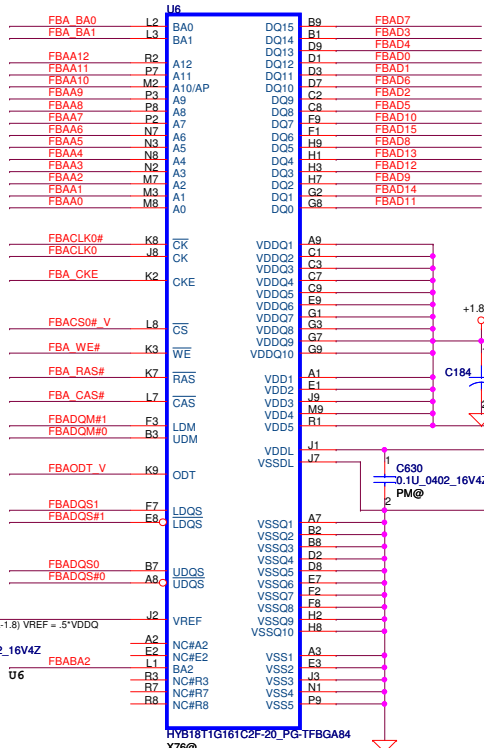 U6
FBA_BA0 L2 BA0 DQ15 B9 FBAD7
FBA_BA1 L3 BA1 DQ14 B1 FBAD3
DQ13 D9 FBAD4
FBAA12 R2 A12 DQ12 D1 FBAD0
FBAA11 P7 A11 DQ11 D3 FBAD1
FBAA10 M2 A10/AP DQ10 D7 FBAD6
FBAA9 P3 A9 DQ9 C2 FBAD2
FBAA8 P8 A8 DQ8 C8 FBAD5
FBAA7 P2 A7 DQ7 F9 FBAD10
FBAA6 N7 A6 DQ6 F1 FBAD15
FBAA5 N3 A5 DQ5 H9 FBAD8
FBAA4 N8 A4 DQ4 H1 FBAD13
FBAA3 N2 A3 DQ3 H3 FBAD12
FBAA2 M7 A2 DQ2 H7 FBAD9
FBAA1 M3 A1 DQ1 G2 FBAD14
FBAA0 M8 A0 DQ0 G8 FBAD11
FBACLK0# K8 CK VDDQ1 A9
FBACLK0 J8 CK VDDQ2 C1
VDDQ3 C3
FBA_CKE K2 CKE VDDQ4 C7
VDDQ5 C9
VDDQ6 E9
VDDQ7 G1
FBACS0#_V L8 CS VDDQ8 G3
VDDQ9 G7
FBA_WE# K3 WE VDDQ10 G9
+1.8
FBA_RAS# K7 RAS VDD1 A1
VDD2 E1
FBA_CAS# L7 CAS VDD3 J9
VDD4 M9
VDD5 R1
C184
2
FBADQM#1 F3 LDM
FBADQM#0 B3 UDM
VDDL J1
VSSDL J7
FBAODT_V K9 ODT
1
C630
0.1U_0402_16V4Z
PM@
2
FBADQS1 F7 LDQS VSSQ1 A7
FBADQS#1 E8 LDQS VSSQ2 B2
VSSQ3 B8
VSSQ4 D2
FBADQS0 B7 UDQS VSSQ5 D8
FBADQS#0 A8 UDQS VSSQ6 E7
VSSQ7 F2
VSSQ8 F8
J2 VREF VSSQ9 H2
-1.8) VREF = .5*VDDQ VSSQ10 H8
A2 NC#A2
2_16V4Z E2 NC#E2 VSS1 A3
FBABA2 L1 BA2 VSS2 E3
U6 R3 NC#R3 VSS3 J3
R7 NC#R7 VSS4 N1
R8 NC#R8 VSS5 P9
HYB18T1G161C2F-20_PG-TFBGA84
X76@